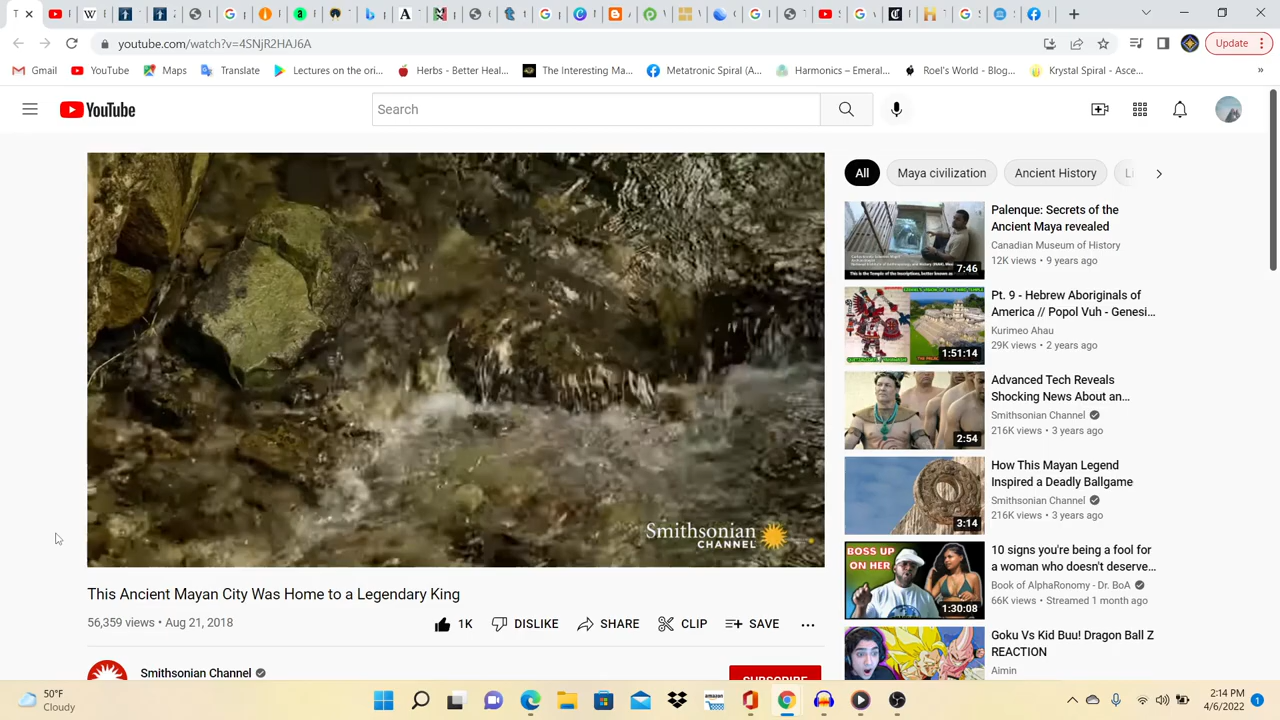 youtube.com/watch?v=4SNjR2HAJ6A
Update
Gmail
YouTube
Maps
Translate
Lectures on the ori...
Herbs - Better Heal...
The Interesting Ma...
Metatronic Spiral (A...
Harmonics – Emeral...
Roel's World - Blog...
Krystal Spiral - Asce...
»
YouTube
Search
Smithsonian
CHANNEL
This Ancient Mayan City Was Home to a Legendary King
56,359 views • Aug 21, 2018
1K
DISLIKE
SHARE
CLIP
SAVE
Smithsonian Channel
SUBSCRIBE
All
Maya civilization
Ancient History
Li
7:46
Palenque: Secrets of the
Ancient Maya revealed
Canadian Museum of History
12K views • 9 years ago
1:51:14
Pt. 9 - Hebrew Aboriginals of
America // Popol Vuh - Genesi...
Kurimeo Ahau
29K views • 2 years ago
2:54
Advanced Tech Reveals
Shocking News About an...
Smithsonian Channel
216K views • 3 years ago
3:14
How This Mayan Legend
Inspired a Deadly Ballgame
Smithsonian Channel
216K views • 3 years ago
BOSS UP
ON HER
1:30:08
10 signs you're being a fool for
a woman who doesn't deserve...
Book of AlphaRonomy - Dr. BoA
66K views • Streamed 1 month ago
Goku Vs Kid Buu! Dragon Ball Z
REACTION
Aimin
50°F
Cloudy
amazon
2:14 PM
4/6/2022
1